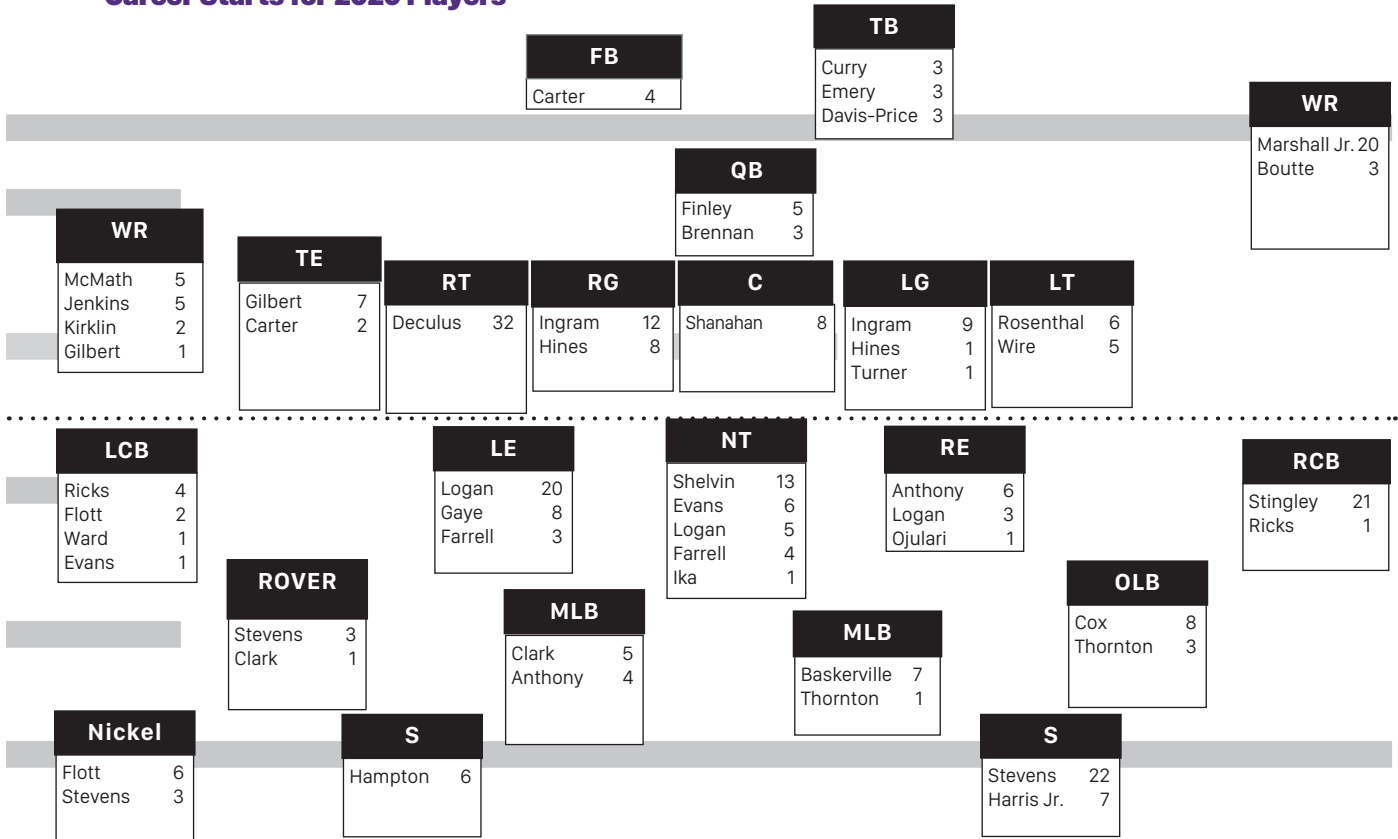 Career Starts for 2020 Players
FB
Carter 4
TB
Curry 3
Emery 3
Davis-Price 3
WR
Marshall Jr. 20
Boutte 3
QB
Finley 5
Brennan 3
WR
McMath 5
Jenkins 5
Kirklin 2
Gilbert 1
TE
Gilbert 7
Carter 2
RT
Deculus 32
RG
Ingram 12
Hines 8
C
Shanahan 8
LG
Ingram 9
Hines 1
Turner 1
LT
Rosenthal 6
Wire 5
LCB
Ricks 4
Flott 2
Ward 1
Evans 1
LE
Logan 20
Gaye 8
Farrell 3
NT
Shelvin 13
Evans 6
Logan 5
Farrell 4
Ika 1
RE
Anthony 6
Logan 3
Ojulari 1
RCB
Stingley 21
Ricks 1
ROVER
Stevens 3
Clark 1
MLB
Clark 5
Anthony 4
MLB
Baskerville 7
Thornton 1
OLB
Cox 8
Thornton 3
Nickel
Flott 6
Stevens 3
S
Hampton 6
S
Stevens 22
Harris Jr. 7